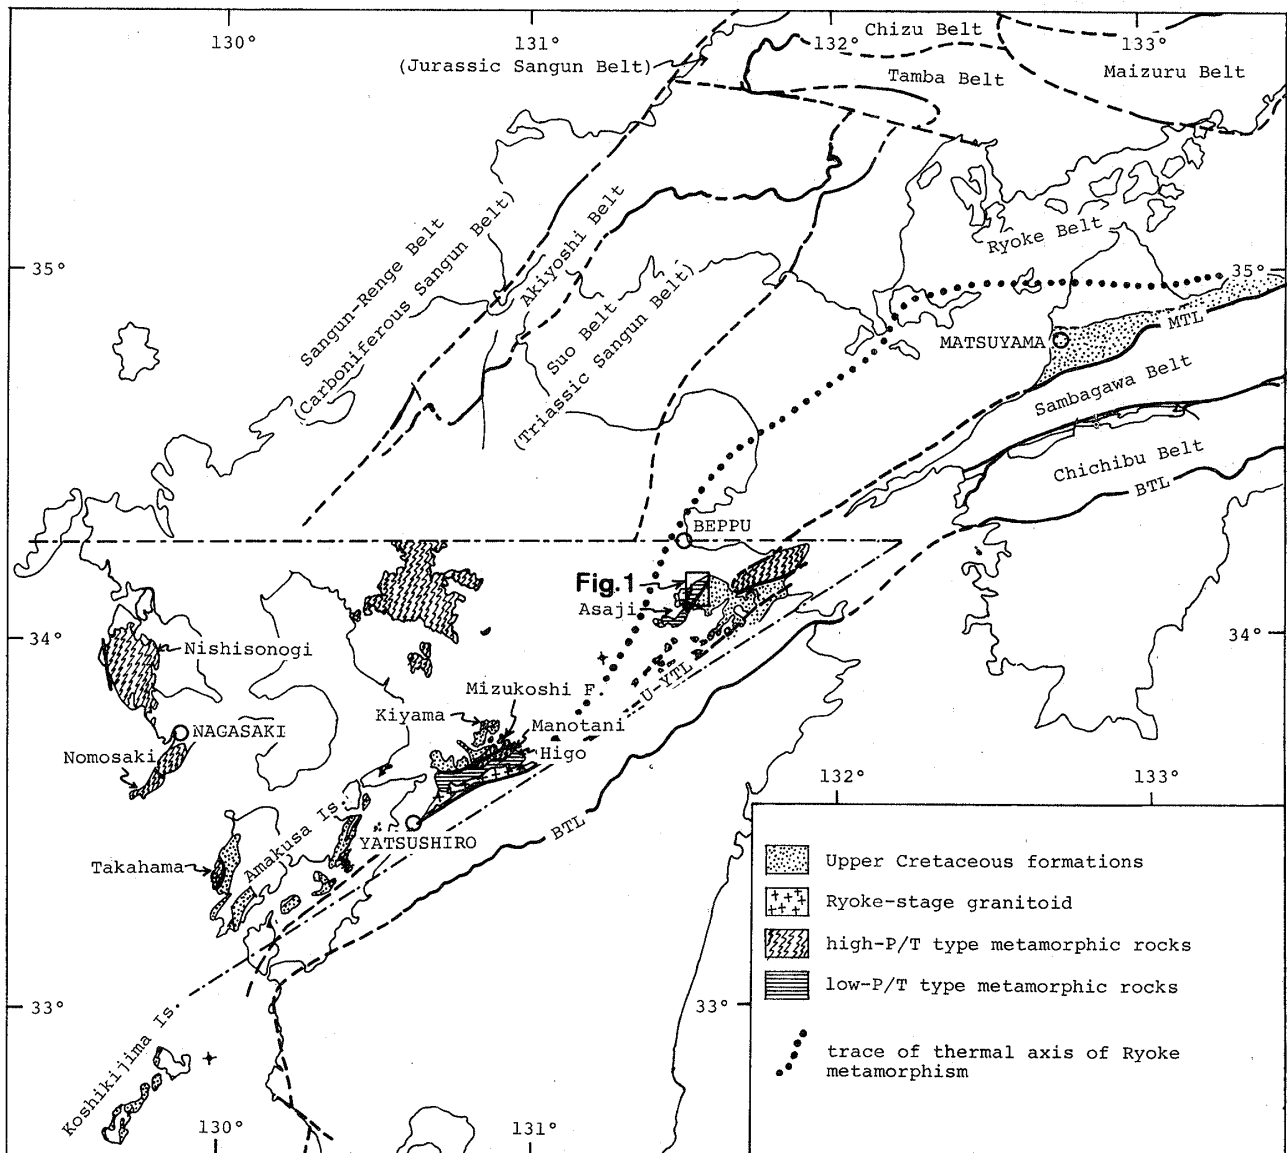 130°
131°
132°
133°
Chizu Belt
(Jurassic Sangun Belt)
Tamba Belt
Maizuru Belt
Sangun-Renge Belt
(Carboniferous Sangun Belt)
Akiyoshi Belt
Suo Belt
(Triassic Sangun Belt)
Ryoke Belt
35°
35°
MATSUYAMA
MTL
Sambagawa Belt
Chichibu Belt
BTL
BEPPU
Fig.1
Asaji
34°
34°
Nishisonogi
U-YTL
Mizukoshi F.
Kiyama
Manotani
Higo
NAGASAKI
Nomosaki
132°
133°
Amakusa Is.
YATSUSHIRO
BTL
Takahama
Upper Cretaceous formations
Ryoke-stage granitoid
high-P/T type metamorphic rocks
low-P/T type metamorphic rocks
33°
33°
Koshikijima Is.
trace of thermal axis of Ryoke
metamorphism
130°
131°